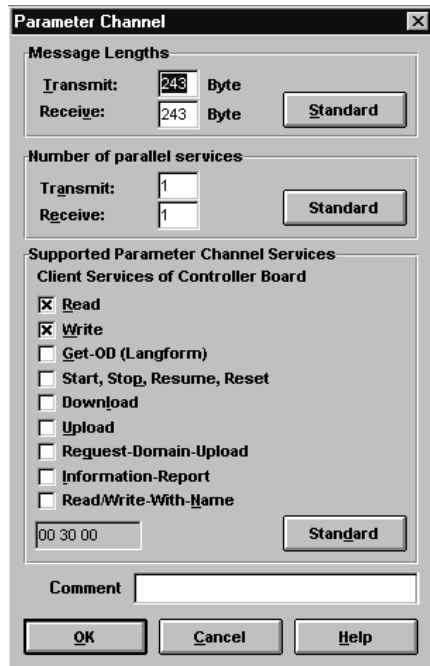 Parameter Channel
Message Lengths
Transmit: 243 Byte
Receive: 243 Byte
Standard
Number of parallel services
Transmit: 1
Receive: 1
Standard
Supported Parameter Channel Services
Client Services of Controller Board
Read
Write
Get-OD (Langform)
Start, Stop, Resume, Reset
Download
Upload
Request-Domain-Upload
Information-Report
Read/Write-With-Name
00 30 00 Standard
Comment
OK Cancel Help